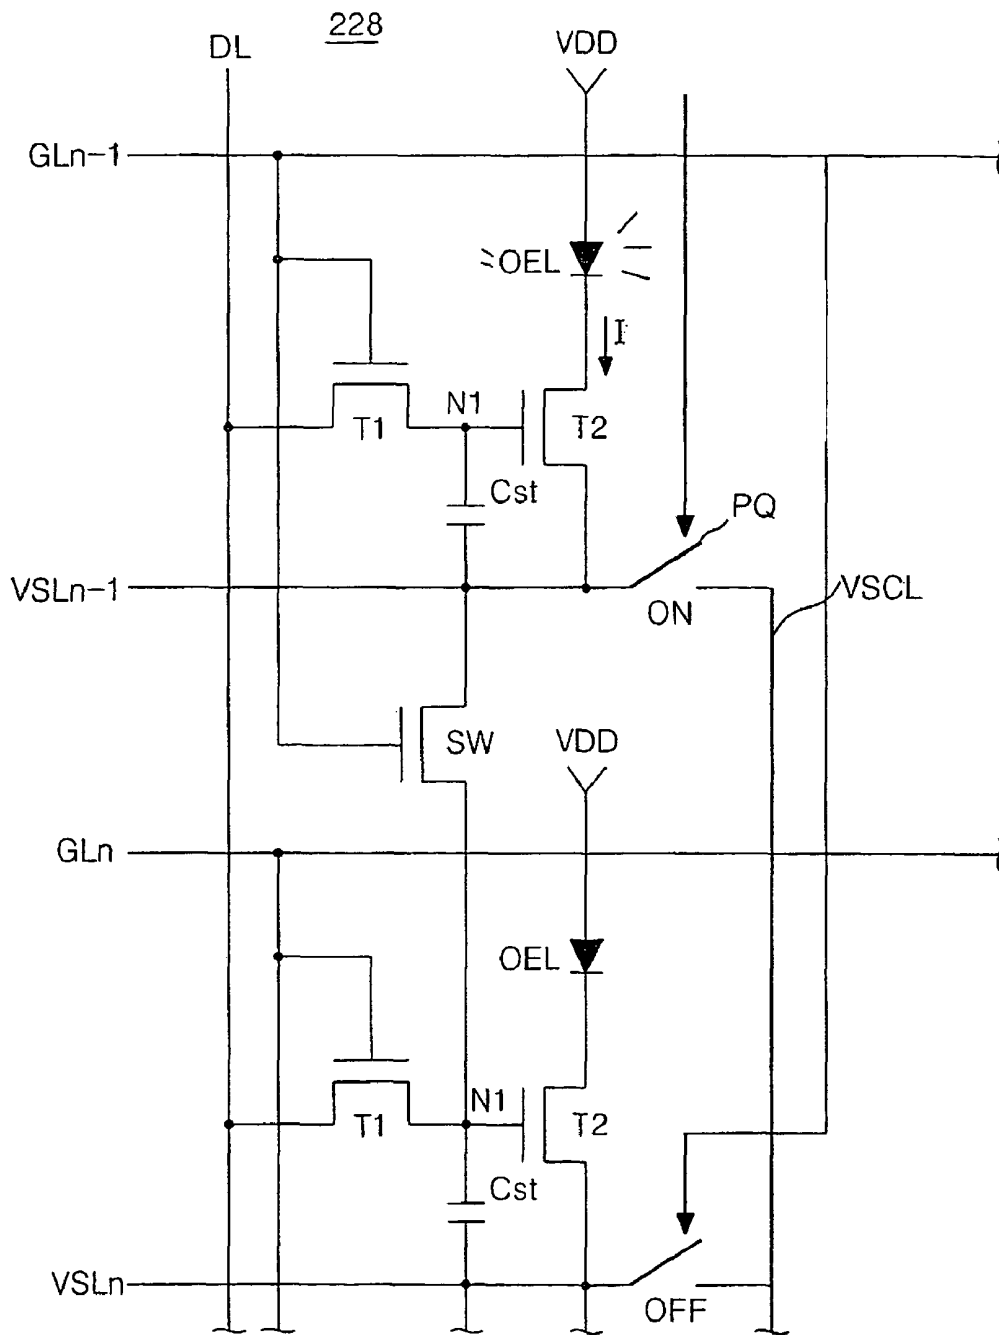 228
DL
VDD
GLn-1
OEL
I
N1
T1
T2
Cst
PQ
VSLn-1
ON
VSCL
SW
VDD
GLn
OEL
N1
T1
T2
Cst
VSLn
OFF